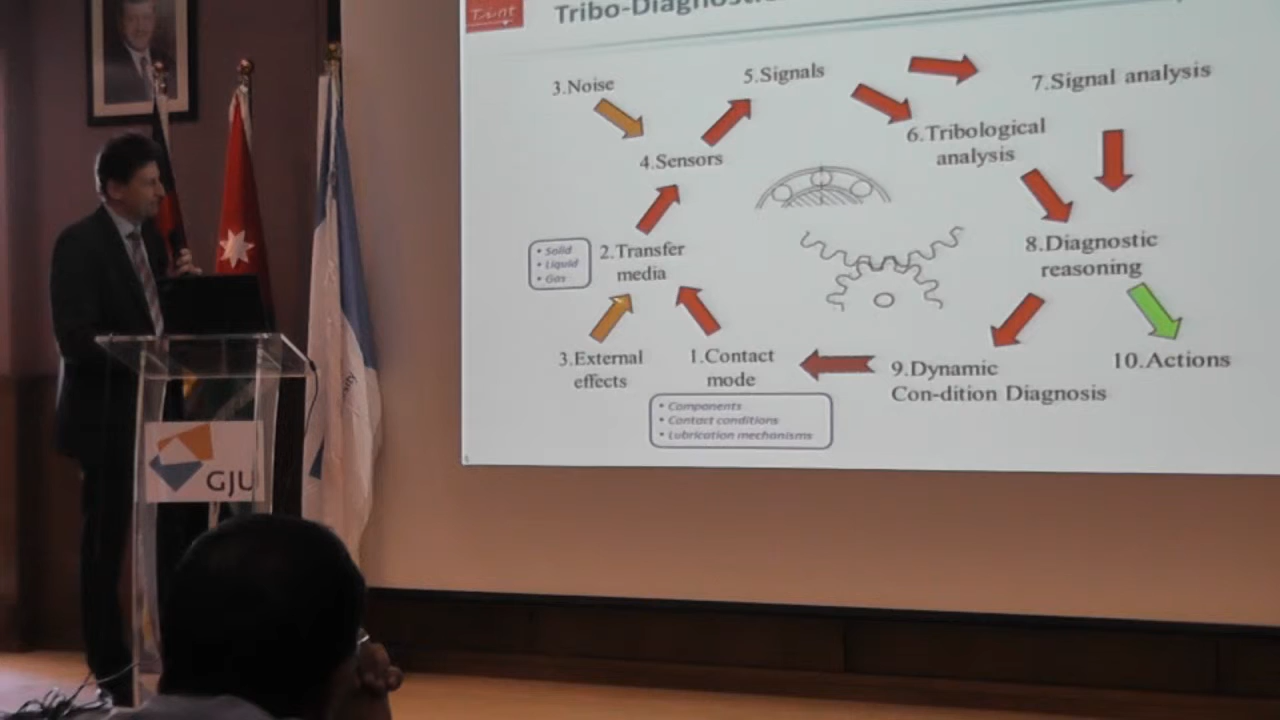 Trint
Tribo-Diagnostic
3.Noise
5.Signals
7.Signal analysis
4.Sensors
6.Tribological
analysis
• Solid
• Liquid
• Gas
2.Transfer
media
8.Diagnostic
reasoning
3.External
effects
1.Contact
mode
9.Dynamic
Con-dition Diagnosis
10.Actions
• Components
• Contact conditions
• Lubrication mechanisms
GJU